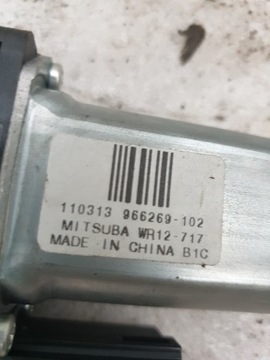 110313 966269-102
MITSUBA WR12-717
MADE IN CHINA B1C